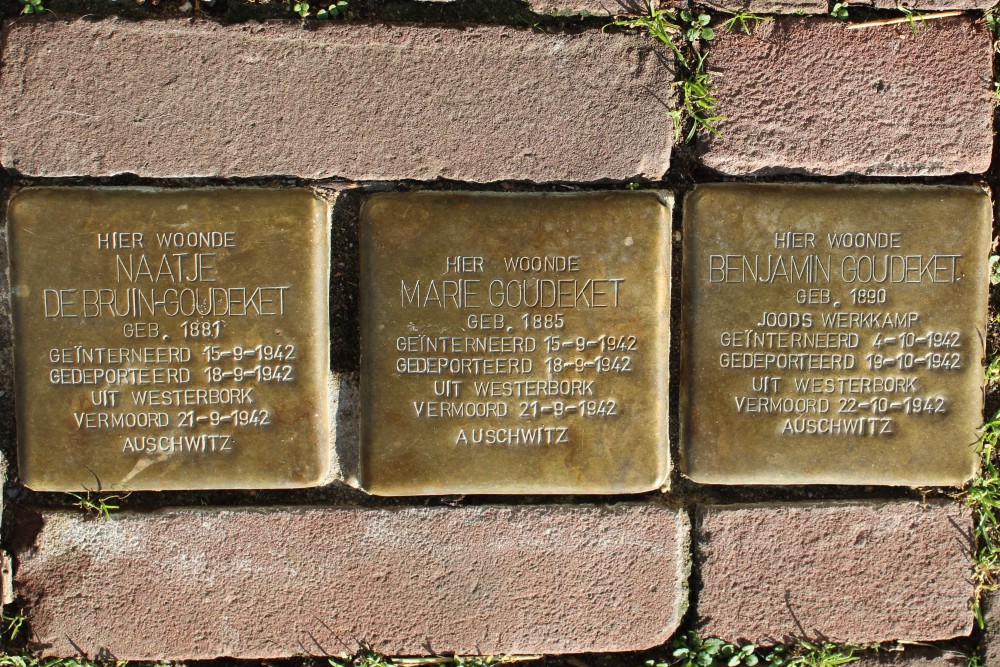 HIER WOONDE
NAATJE
DE BRUIN-GOUDEKET
GEB. 1881
GEÏNTERNEERD 15-9-1942
GEDEPORTEERD 18-9-1942
UIT WESTERBORK
VERMOORD 21-9-1942
AUSCHWITZ
HIER WOONDE
MARIE GOUDEKET
GEB. 1885
GEÏNTERNEERD 15-9-1942
GEDEPORTEERD 18-9-1942
UIT WESTERBORK
VERMOORD 21-9-1942
AUSCHWITZ
HIER WOONDE
BENJAMIN GOUDEKET
GEB. 1890
JOODS WERKKAMP
GEÏNTERNEERD 4-10-1942
GEDEPORTEERD 19-10-1942
UIT WESTERBORK
VERMOORD 22-10-1942
AUSCHWITZ